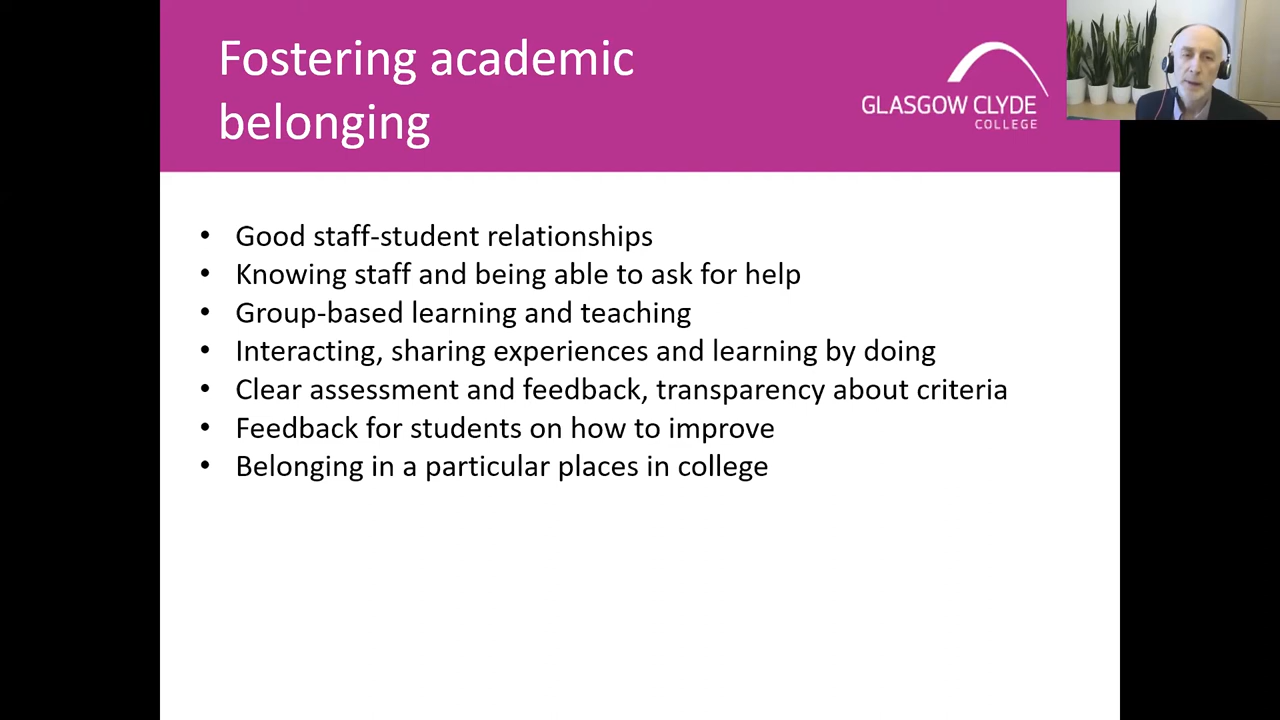 Fostering academic
belonging
GLASGOW CLYDE
COLLEGE
• Good staff-student relationships
• Knowing staff and being able to ask for help
• Group-based learning and teaching
• Interacting, sharing experiences and learning by doing
• Clear assessment and feedback, transparency about criteria
• Feedback for students on how to improve
• Belonging in a particular places in college